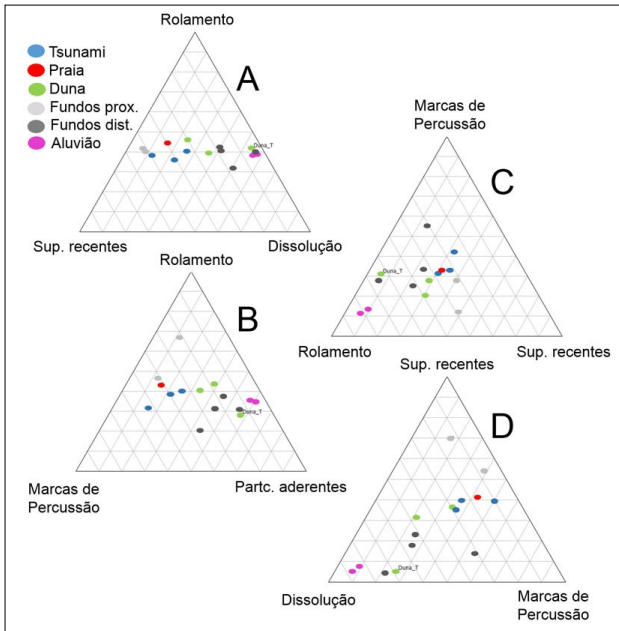 Rolamento
Tsunami
Praia
Duna
Fundos prox.
Fundos dist.
Aluvião
A
Duna_T
Sup. recentes
Dissolução
Marcas de
Percussão
C
Duna_T
Rolamento
Sup. recentes
Rolamento
B
Duna_T
Marcas de
Percussão
Partc. aderentes
Sup. recentes
D
Duna_T
Dissolução
Marcas de
Percussão